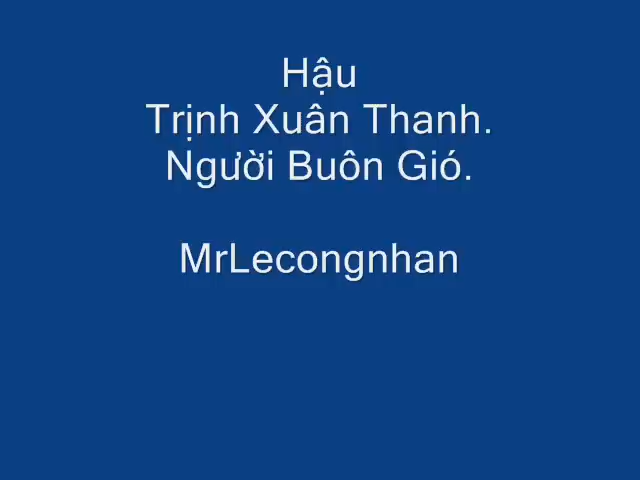 Hậu
Trịnh Xuân Thanh.
Người Buôn Gió.
MrLecongnhan